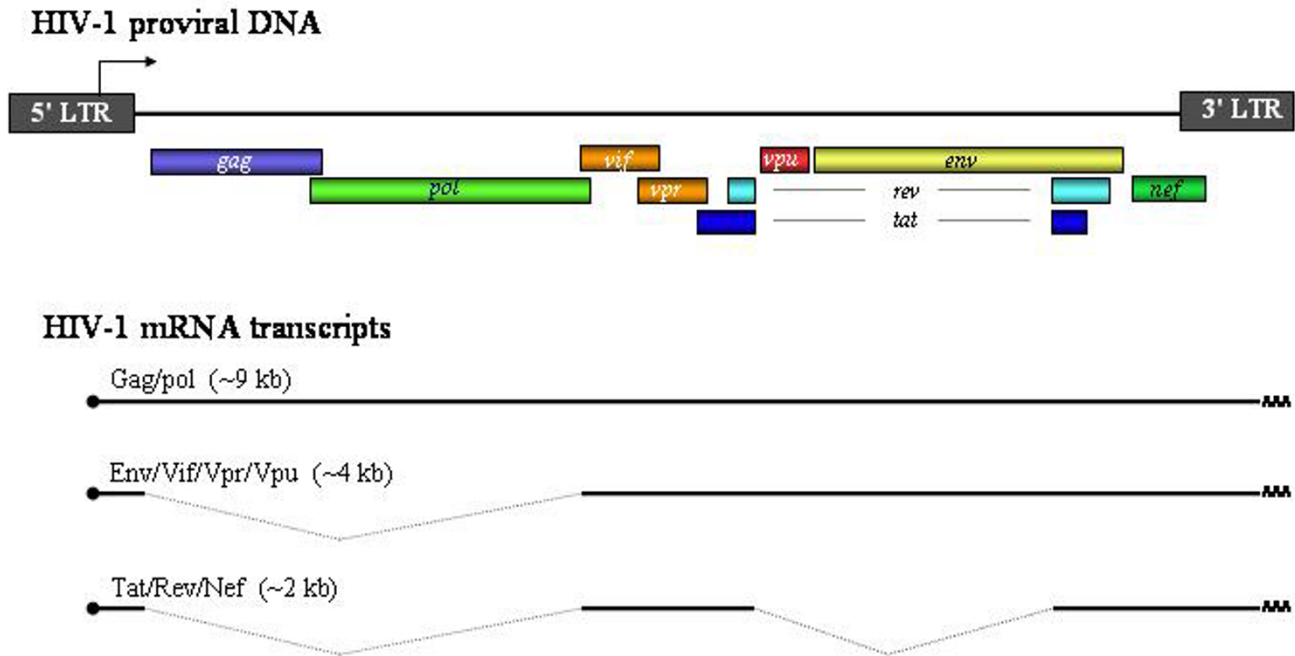 HIV-1 proviral DNA
5' LTR
3' LTR
gag
vif
vpu
env
pol
vpr
rev
nef
tat
HIV-1 mRNA transcripts
Gag/pol (~9 kb)
Env/Vif/Vpr/Vpu (~4 kb)
Tat/Rev/Nef (~2 kb)